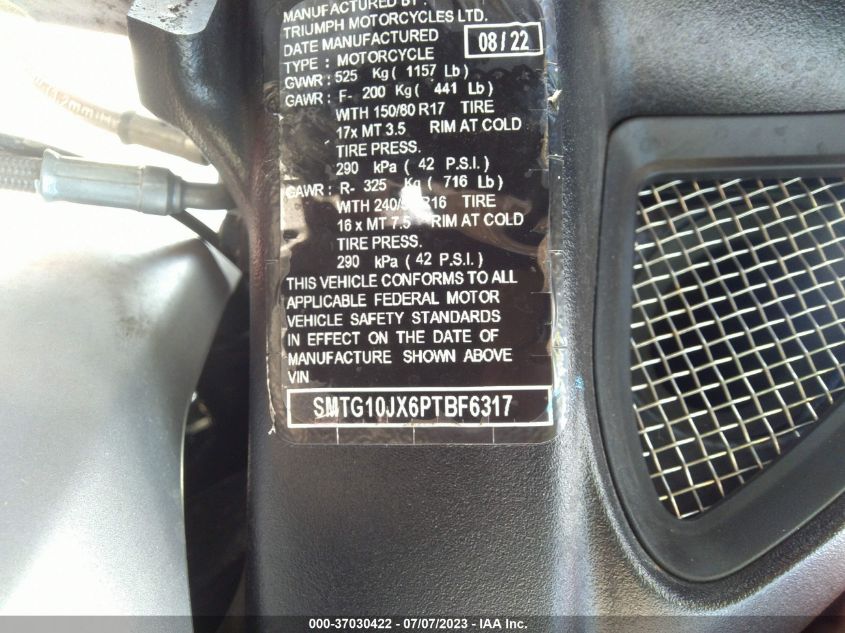 MANUFACTURED BY :
TRIUMPH MOTORCYCLES LTD.
DATE MANUFACTURED 08/22
TYPE : MOTORCYCLE
GVWR: 525 Kg( 1157 Lb)
GAWR: F- 200 Kg( 441 Lb)
WITH 150/80 R17 TIRE
17x MT 3.5 RIM AT COLD
TIRE PRESS.
290 kPa ( 42 P.S.I.)
GAWR: R- 325 Kg ( 716 Lb)
WITH 240/ R16 TIRE
16 x MT 7.5 RIM AT COLD
TIRE PRESS.
290 kPa ( 42 P.S.I.)
THIS VEHICLE CONFORMS TO ALL
APPLICABLE FEDERAL MOTOR
VEHICLE SAFETY STANDARDS
IN EFFECT ON THE DATE OF
MANUFACTURE SHOWN ABOVE
VIN
SMTG10JX6PTBF6317
000-37030422 - 07/07/2023 - IAA Inc.